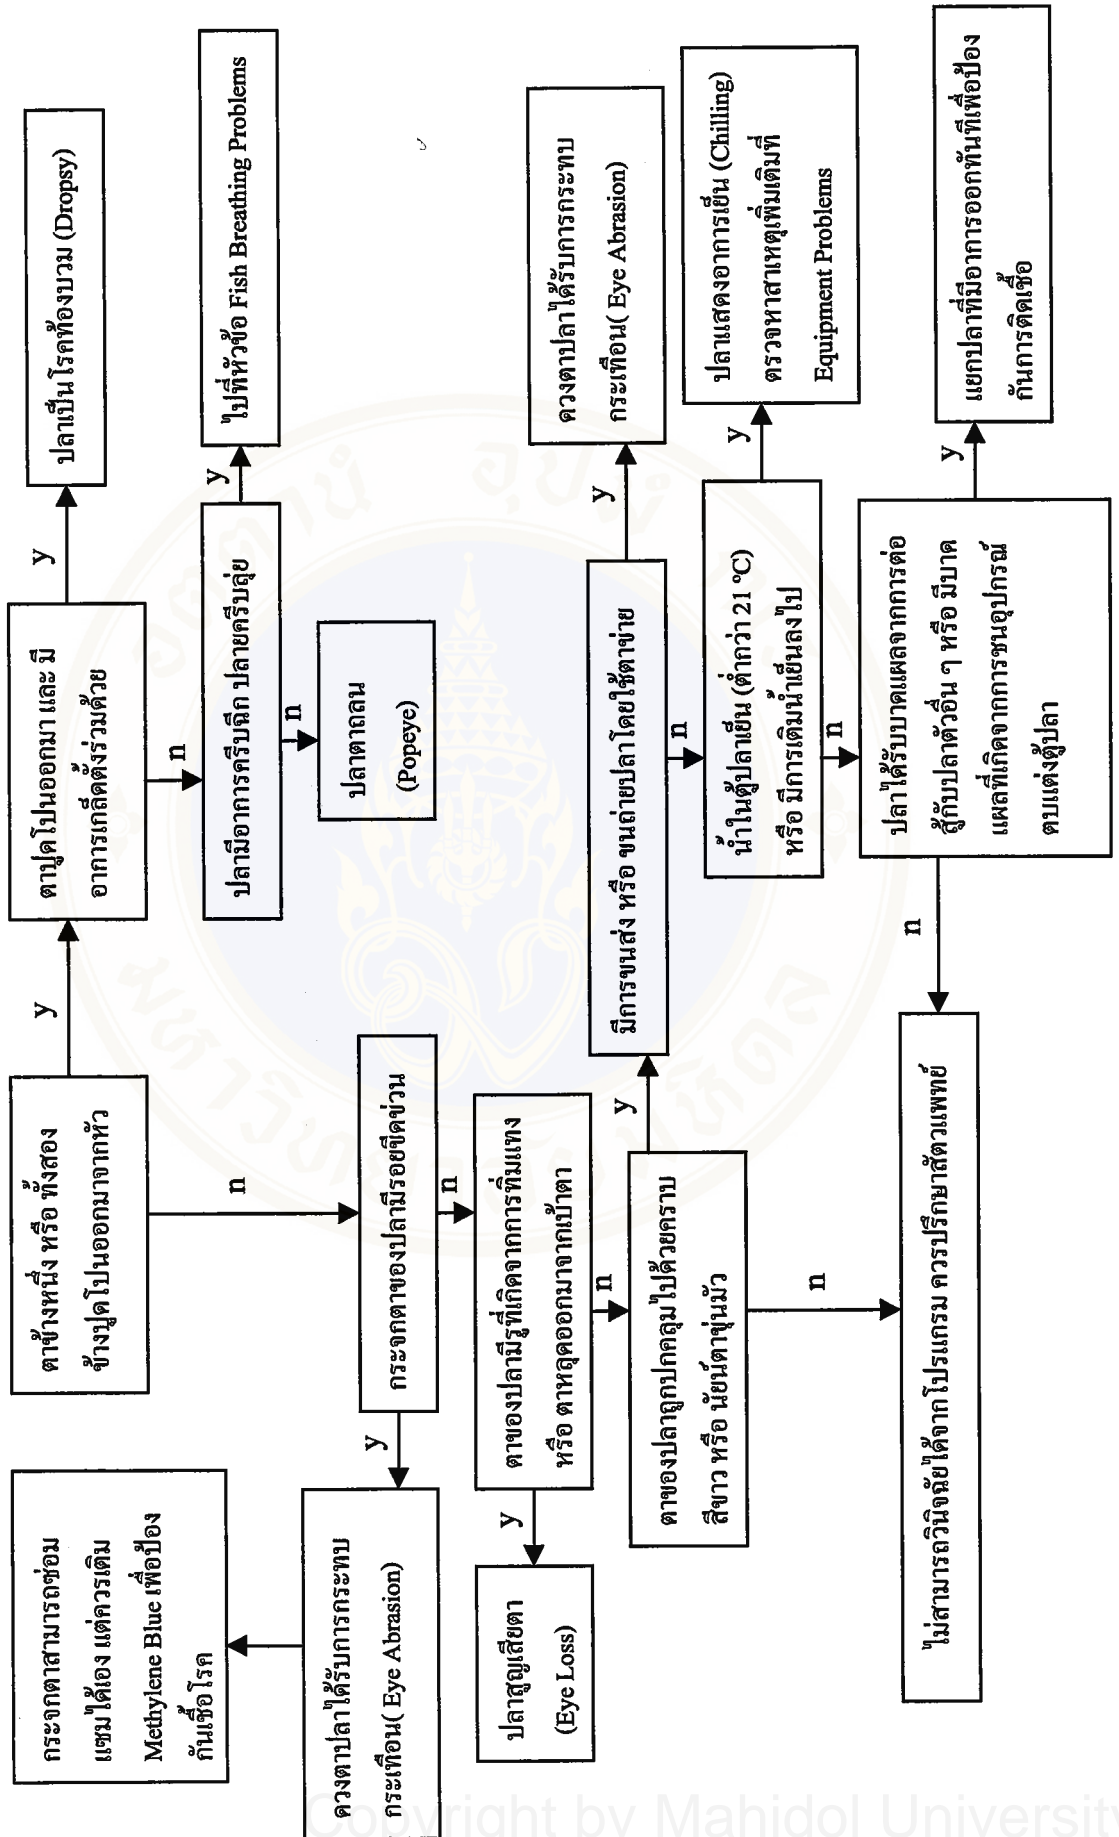 ตาข้างหนึ่ง หรือ ทั้งสอง
ข้างปูดโปนออกมาจากหัว
y
ตาปูดโปนออกมา และ มี
อาการเกล็ดตั้งร่วมด้วย
y
ปลาเป็นโรคท้องบวม (Dropsy)
n
ปลามีอาการครีบฉีก ปลายครีบลุ่ย
y
ไปที่หัวข้อ Fish Breathing Problems
n
ปลาตาถลน
(Popeye)
n
กระจกตาของปลามีรอยขีดข่วน
y
ดวงตาปลาได้รับการกระทบ
กระเทือน( Eye Abrasion)
กระจกตาสามารถซ่อม
แซมได้เอง แต่ควรเติม
Methylene Blue เพื่อป้อง
กันเชื้อโรค
n
ตาของปลามีรูที่เกิดจากการทิ่มแทง
หรือ ตาหลุดออกมาจากเบ้าตา
y
ปลาสูญเสียตา
(Eye Loss)
n
ตาของปลาถูกปกคลุมไปด้วยคราบ
สีขาว หรือ นัยน์ตาขุ่นมัว
y
มีการขนส่ง หรือ ขนถ่ายปลาโดยใช้ตาข่าย
y
ดวงตาปลาได้รับการกระทบ
กระเทือน( Eye Abrasion)
n
น้ำในตู้ปลาเย็น (ต่ำกว่า 21 °C)
หรือ มีการเติมน้ำเย็นลงไป
y
ปลาแสดงอาการเย็น (Chilling)
ตรวจหาสาเหตุเพิ่มเติมที่
Equipment Problems
n
ปลาได้รับบาดแผลจากการต่อ
สู้กับปลาตัวอื่น ๆ หรือ มีบาด
แผลที่เกิดจากการชนอุปกรณ์
ตบแต่งตู้ปลา
y
แยกปลาที่มีอาการออกทันทีเพื่อป้อง
กันการติดเชื้อ
n
n
ไม่สามารถวินิจฉัยได้จากโปรแกรม ควรปรึกษาสัตวแพทย์
มหาวิทยาลัยมหิดล
อตฺตานํ อุปมํ กเร
Copyright by Mahidol University